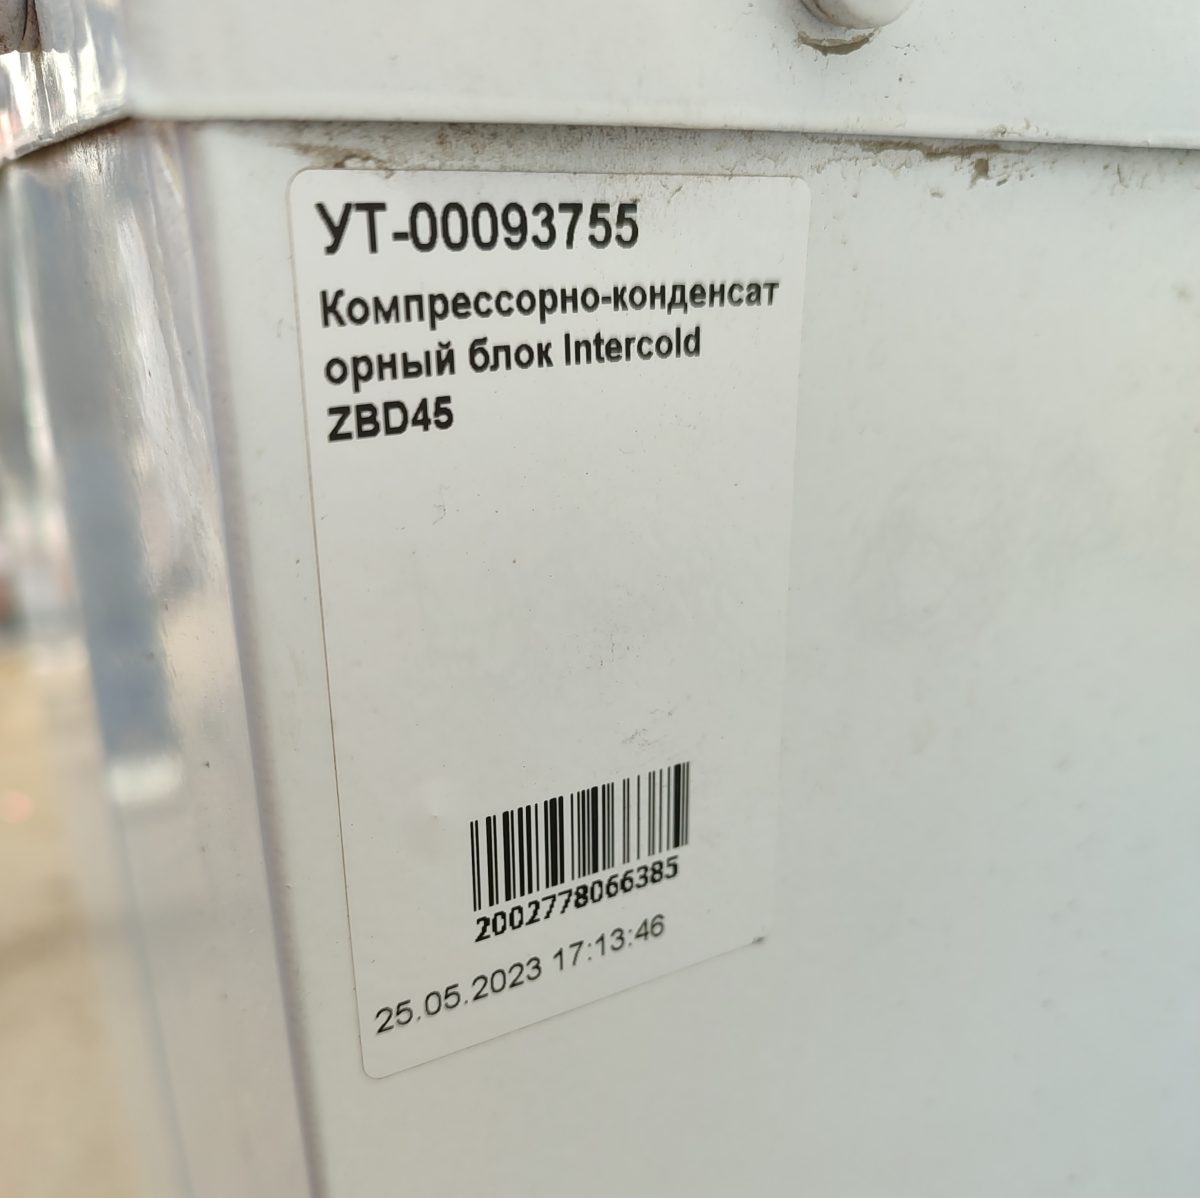 УТ-00093755
Компрессорно-конденсат
орный блок Intercold
ZBD45
2002778066385
25.05.2023 17:13:46